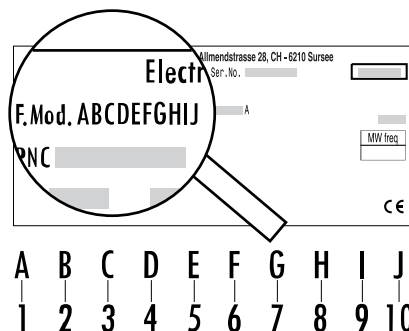 Allmendstrasse 28, CH - 6210 Sursee
Electr
Ser.No.
F.Mod. ABCDEFGHIJ
A
PNC
MW freq
CE
A B C D E F G H I J
1 2 3 4 5 6 7 8 9 10